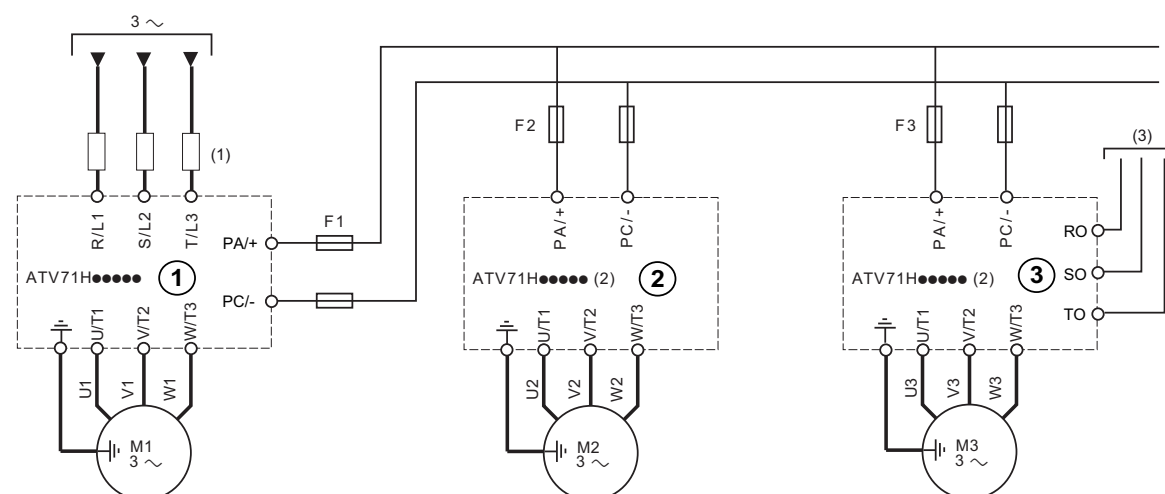 3 ~
(1)
F2
F3
(3)
R/L1
S/L2
T/L3
PA/+
F1
PA/+
PC/-
PA/+
PC/-
RO
ATV71H●●●●●
1
PC/-
ATV71H●●●●● (2)
2
ATV71H●●●●● (2)
3
SO
TO
U/T1
V/T2
W/T3
U/T1
V/T2
W/T3
U/T1
V/T2
W/T3
U1
V1
W1
U2
V2
W2
U3
V3
W3
M1
3 ~
M2
3 ~
M3
3 ~